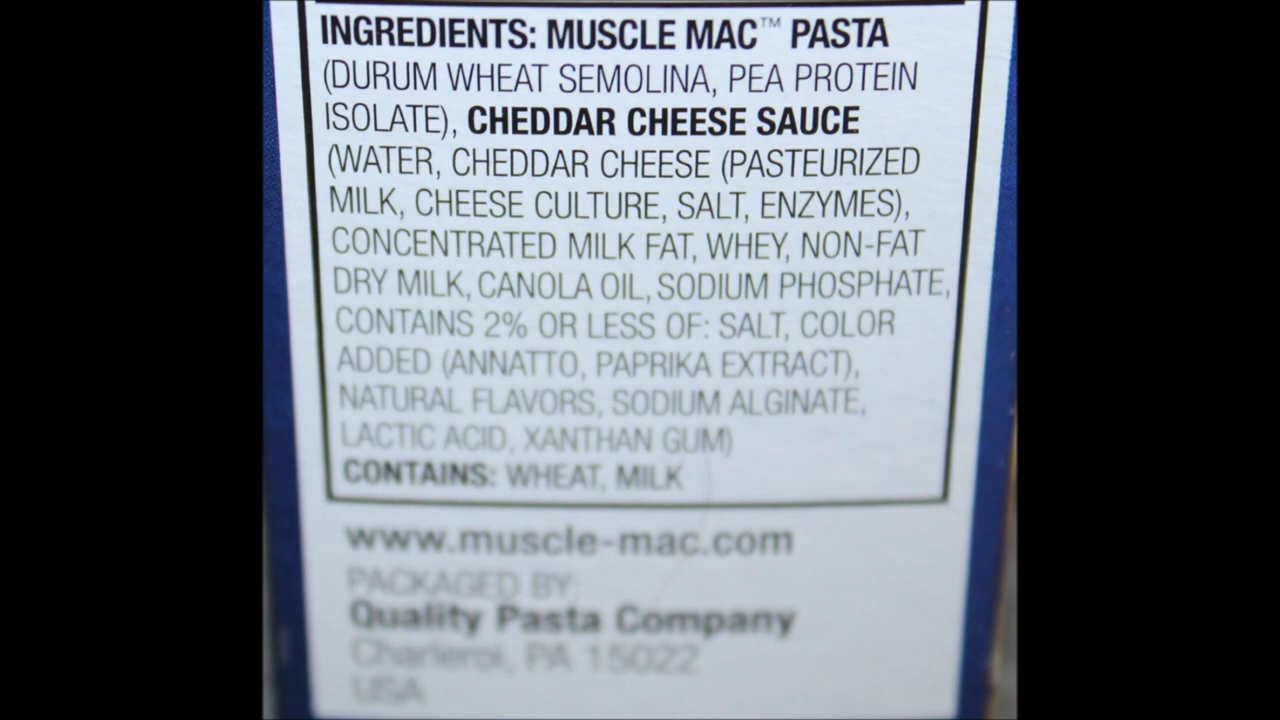 INGREDIENTS: MUSCLE MAC™ PASTA
(DURUM WHEAT SEMOLINA, PEA PROTEIN
ISOLATE), CHEDDAR CHEESE SAUCE
(WATER, CHEDDAR CHEESE (PASTEURIZED
MILK, CHEESE CULTURE, SALT, ENZYMES),
CONCENTRATED MILK FAT, WHEY, NON-FAT
DRY MILK, CANOLA OIL, SODIUM PHOSPHATE,
CONTAINS 2% OR LESS OF: SALT, COLOR
ADDED (ANNATTO, PAPRIKA EXTRACT),
NATURAL FLAVORS, SODIUM ALGINATE,
LACTIC ACID, XANTHAN GUM)
CONTAINS: WHEAT, MILK
www.muscle-mac.com
PACKAGED BY:
Quality Pasta Company
Charleroi, PA 15022
USA